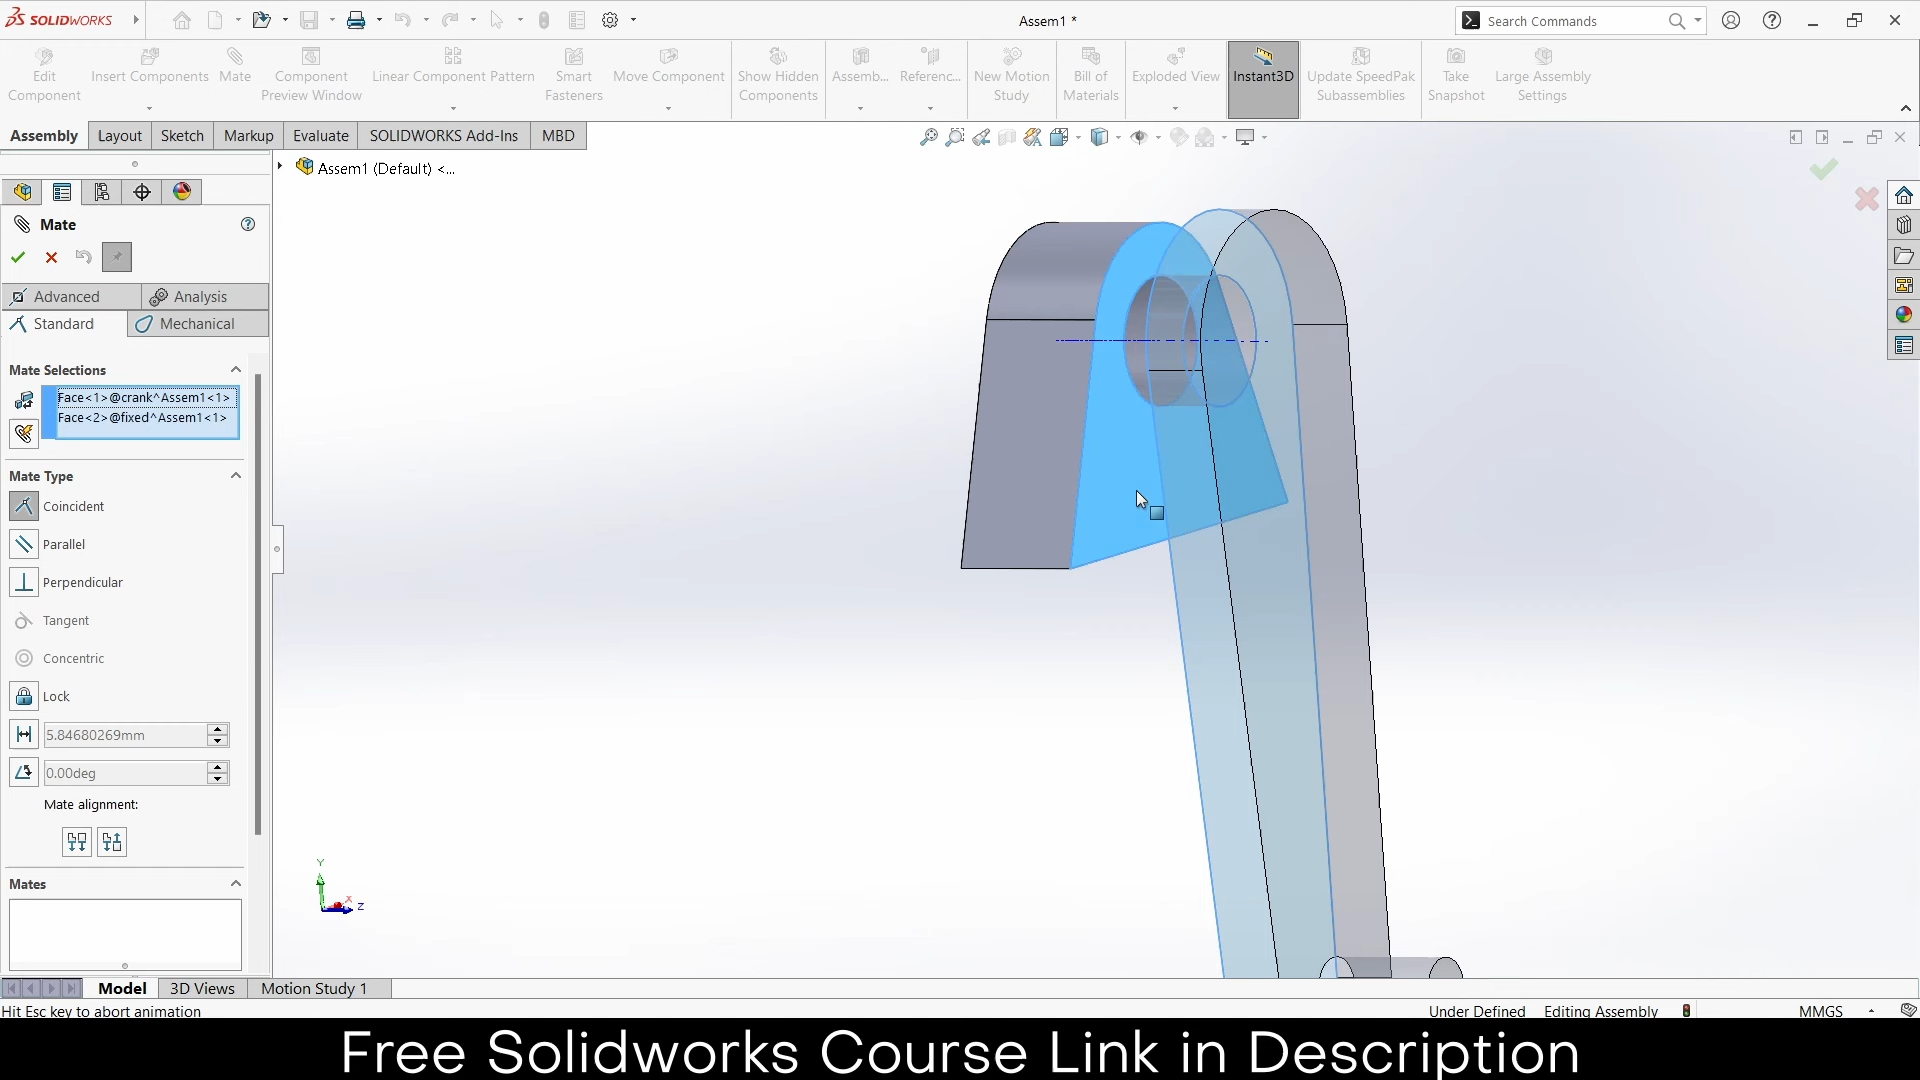 SOLIDWORKS
Assem1 *
Search Commands
Edit Component
Insert Components
Mate
Component Preview Window
Linear Component Pattern
Smart Fasteners
Move Component
Show Hidden Components
Assemb...
Referenc...
New Motion Study
Bill of Materials
Exploded View
Instant3D
Update SpeedPak Subassemblies
Take Snapshot
Large Assembly Settings
Assembly
Layout
Sketch
Markup
Evaluate
SOLIDWORKS Add-Ins
MBD
Assem1 (Default) <...
Mate
Advanced
Analysis
Standard
Mechanical
Mate Selections
Face<1>@crank^Assem1<1>
Face<2>@fixed^Assem1<1>
Mate Type
Coincident
Parallel
Perpendicular
Tangent
Concentric
Lock
5.84680269mm
0.00deg
Mate alignment:
Mates
Y
X
Z
Model
3D Views
Motion Study 1
Hit Esc key to abort animation
Under Defined
Editing Assembly
MMGS
Free Solidworks Course Link in Description